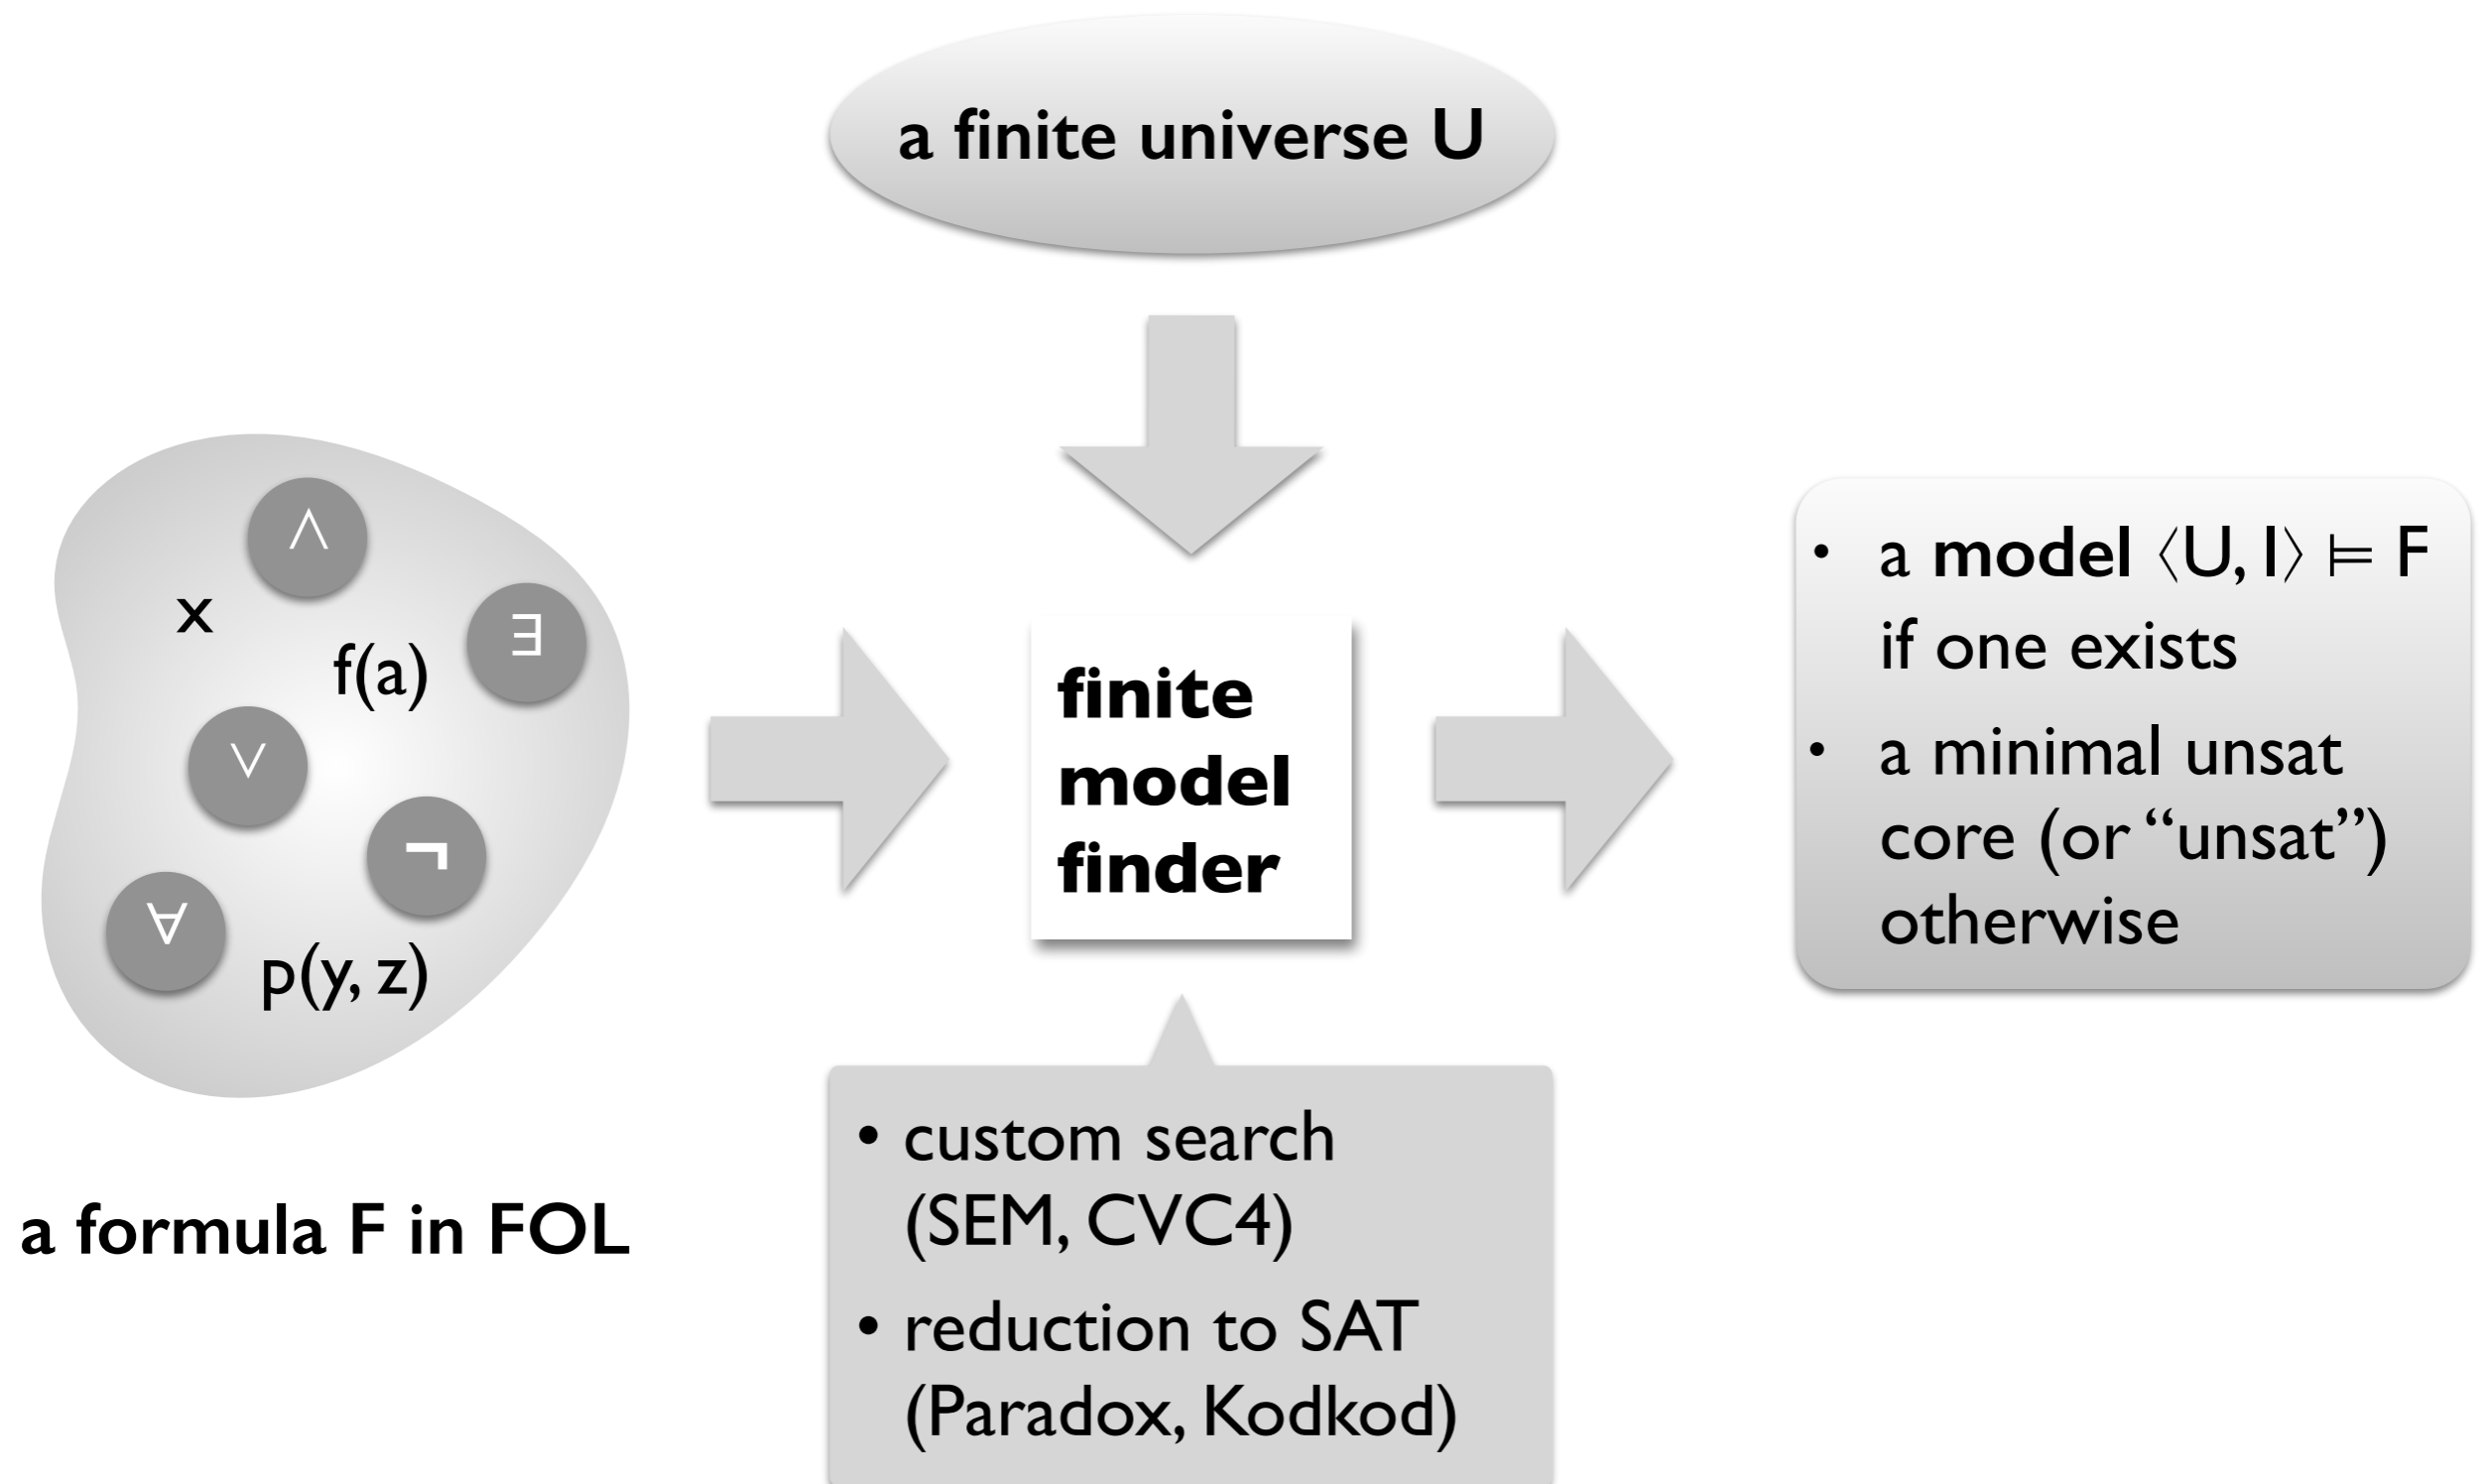 a finite universe U
∧
x
∃
f(a)
∨
¬
∀
p(y, z)
a formula F in FOL
finite
model
finder
• custom search
(SEM, CVC4)
• reduction to SAT
(Paradox, Kodkod)
• a model ⟨U, I⟩ ⊨ F
if one exists
• a minimal unsat
core (or “unsat”)
otherwise